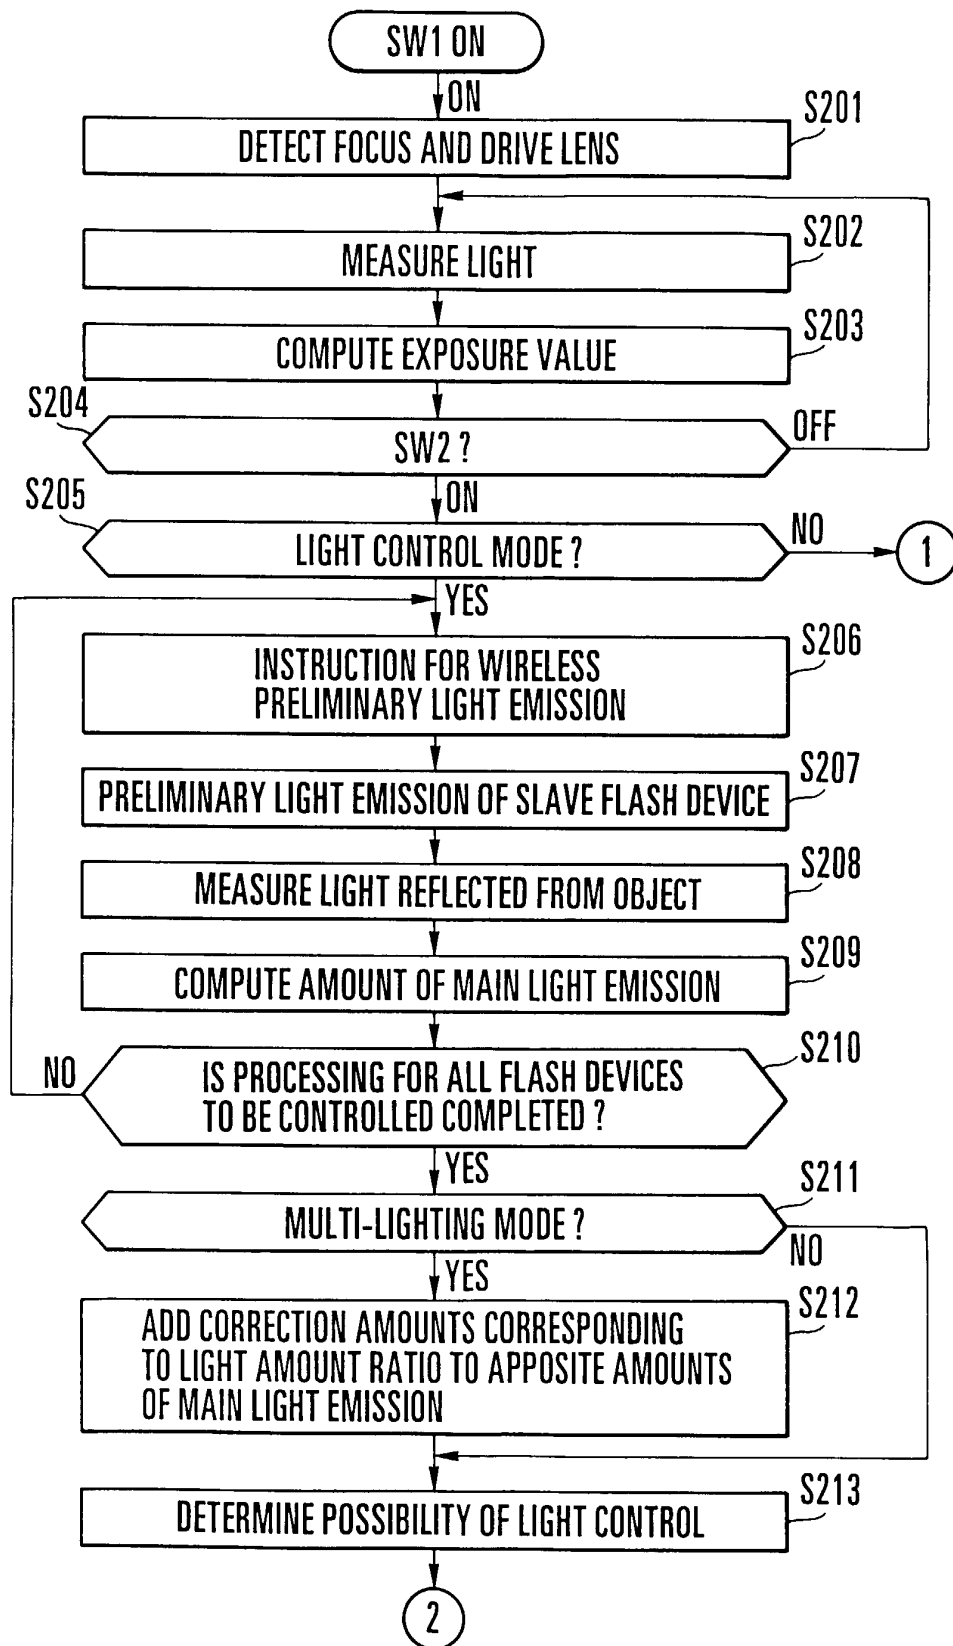 SW1 ON
ON
S201
DETECT FOCUS AND DRIVE LENS
S202
MEASURE LIGHT
S203
COMPUTE EXPOSURE VALUE
S204
SW2 ?
OFF
ON
S205
LIGHT CONTROL MODE ?
NO
1
YES
S206
INSTRUCTION FOR WIRELESS
PRELIMINARY LIGHT EMISSION
S207
PRELIMINARY LIGHT EMISSION OF SLAVE FLASH DEVICE
S208
MEASURE LIGHT REFLECTED FROM OBJECT
S209
COMPUTE AMOUNT OF MAIN LIGHT EMISSION
S210
NO
IS PROCESSING FOR ALL FLASH DEVICES
TO BE CONTROLLED COMPLETED ?
YES
S211
MULTI-LIGHTING MODE ?
NO
YES
S212
ADD CORRECTION AMOUNTS CORRESPONDING
TO LIGHT AMOUNT RATIO TO APPOSITE AMOUNTS
OF MAIN LIGHT EMISSION
S213
DETERMINE POSSIBILITY OF LIGHT CONTROL
2